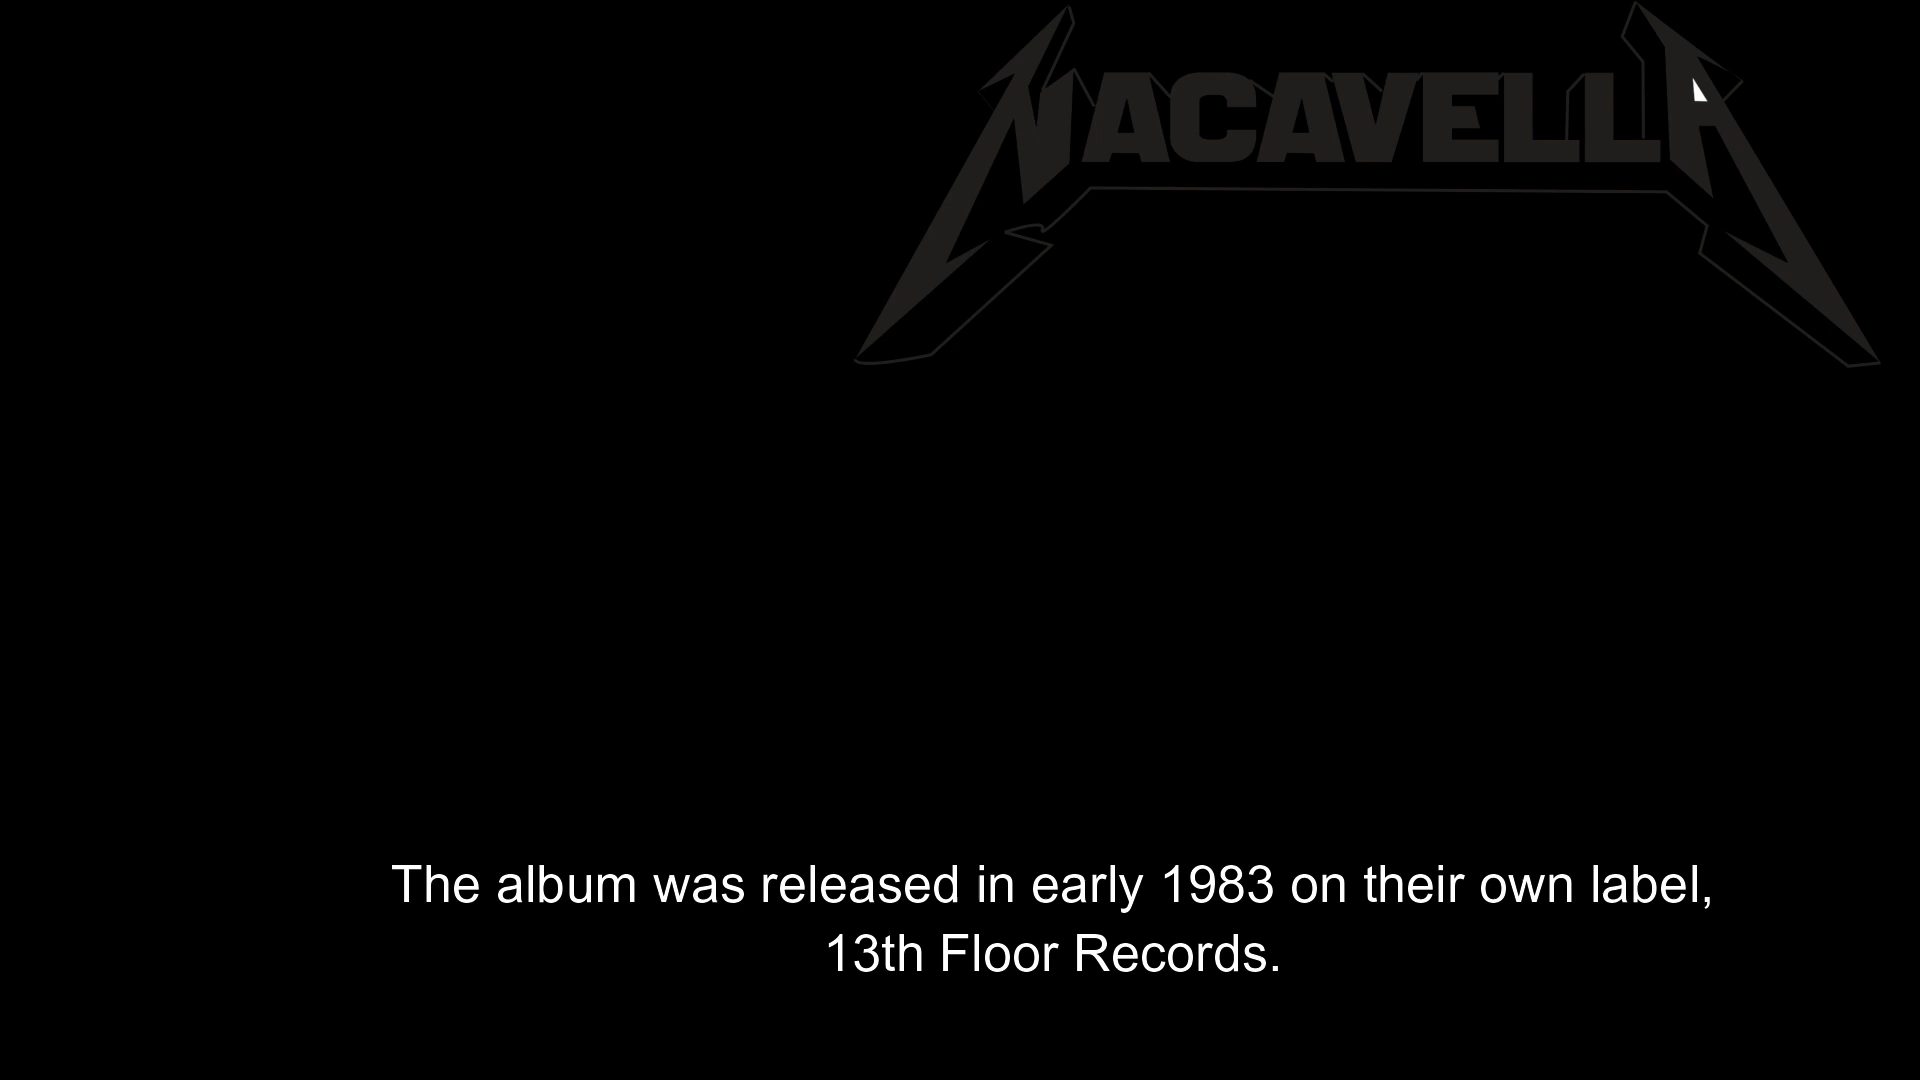 NACAVELLA
The album was released in early 1983 on their own label,
13th Floor Records.